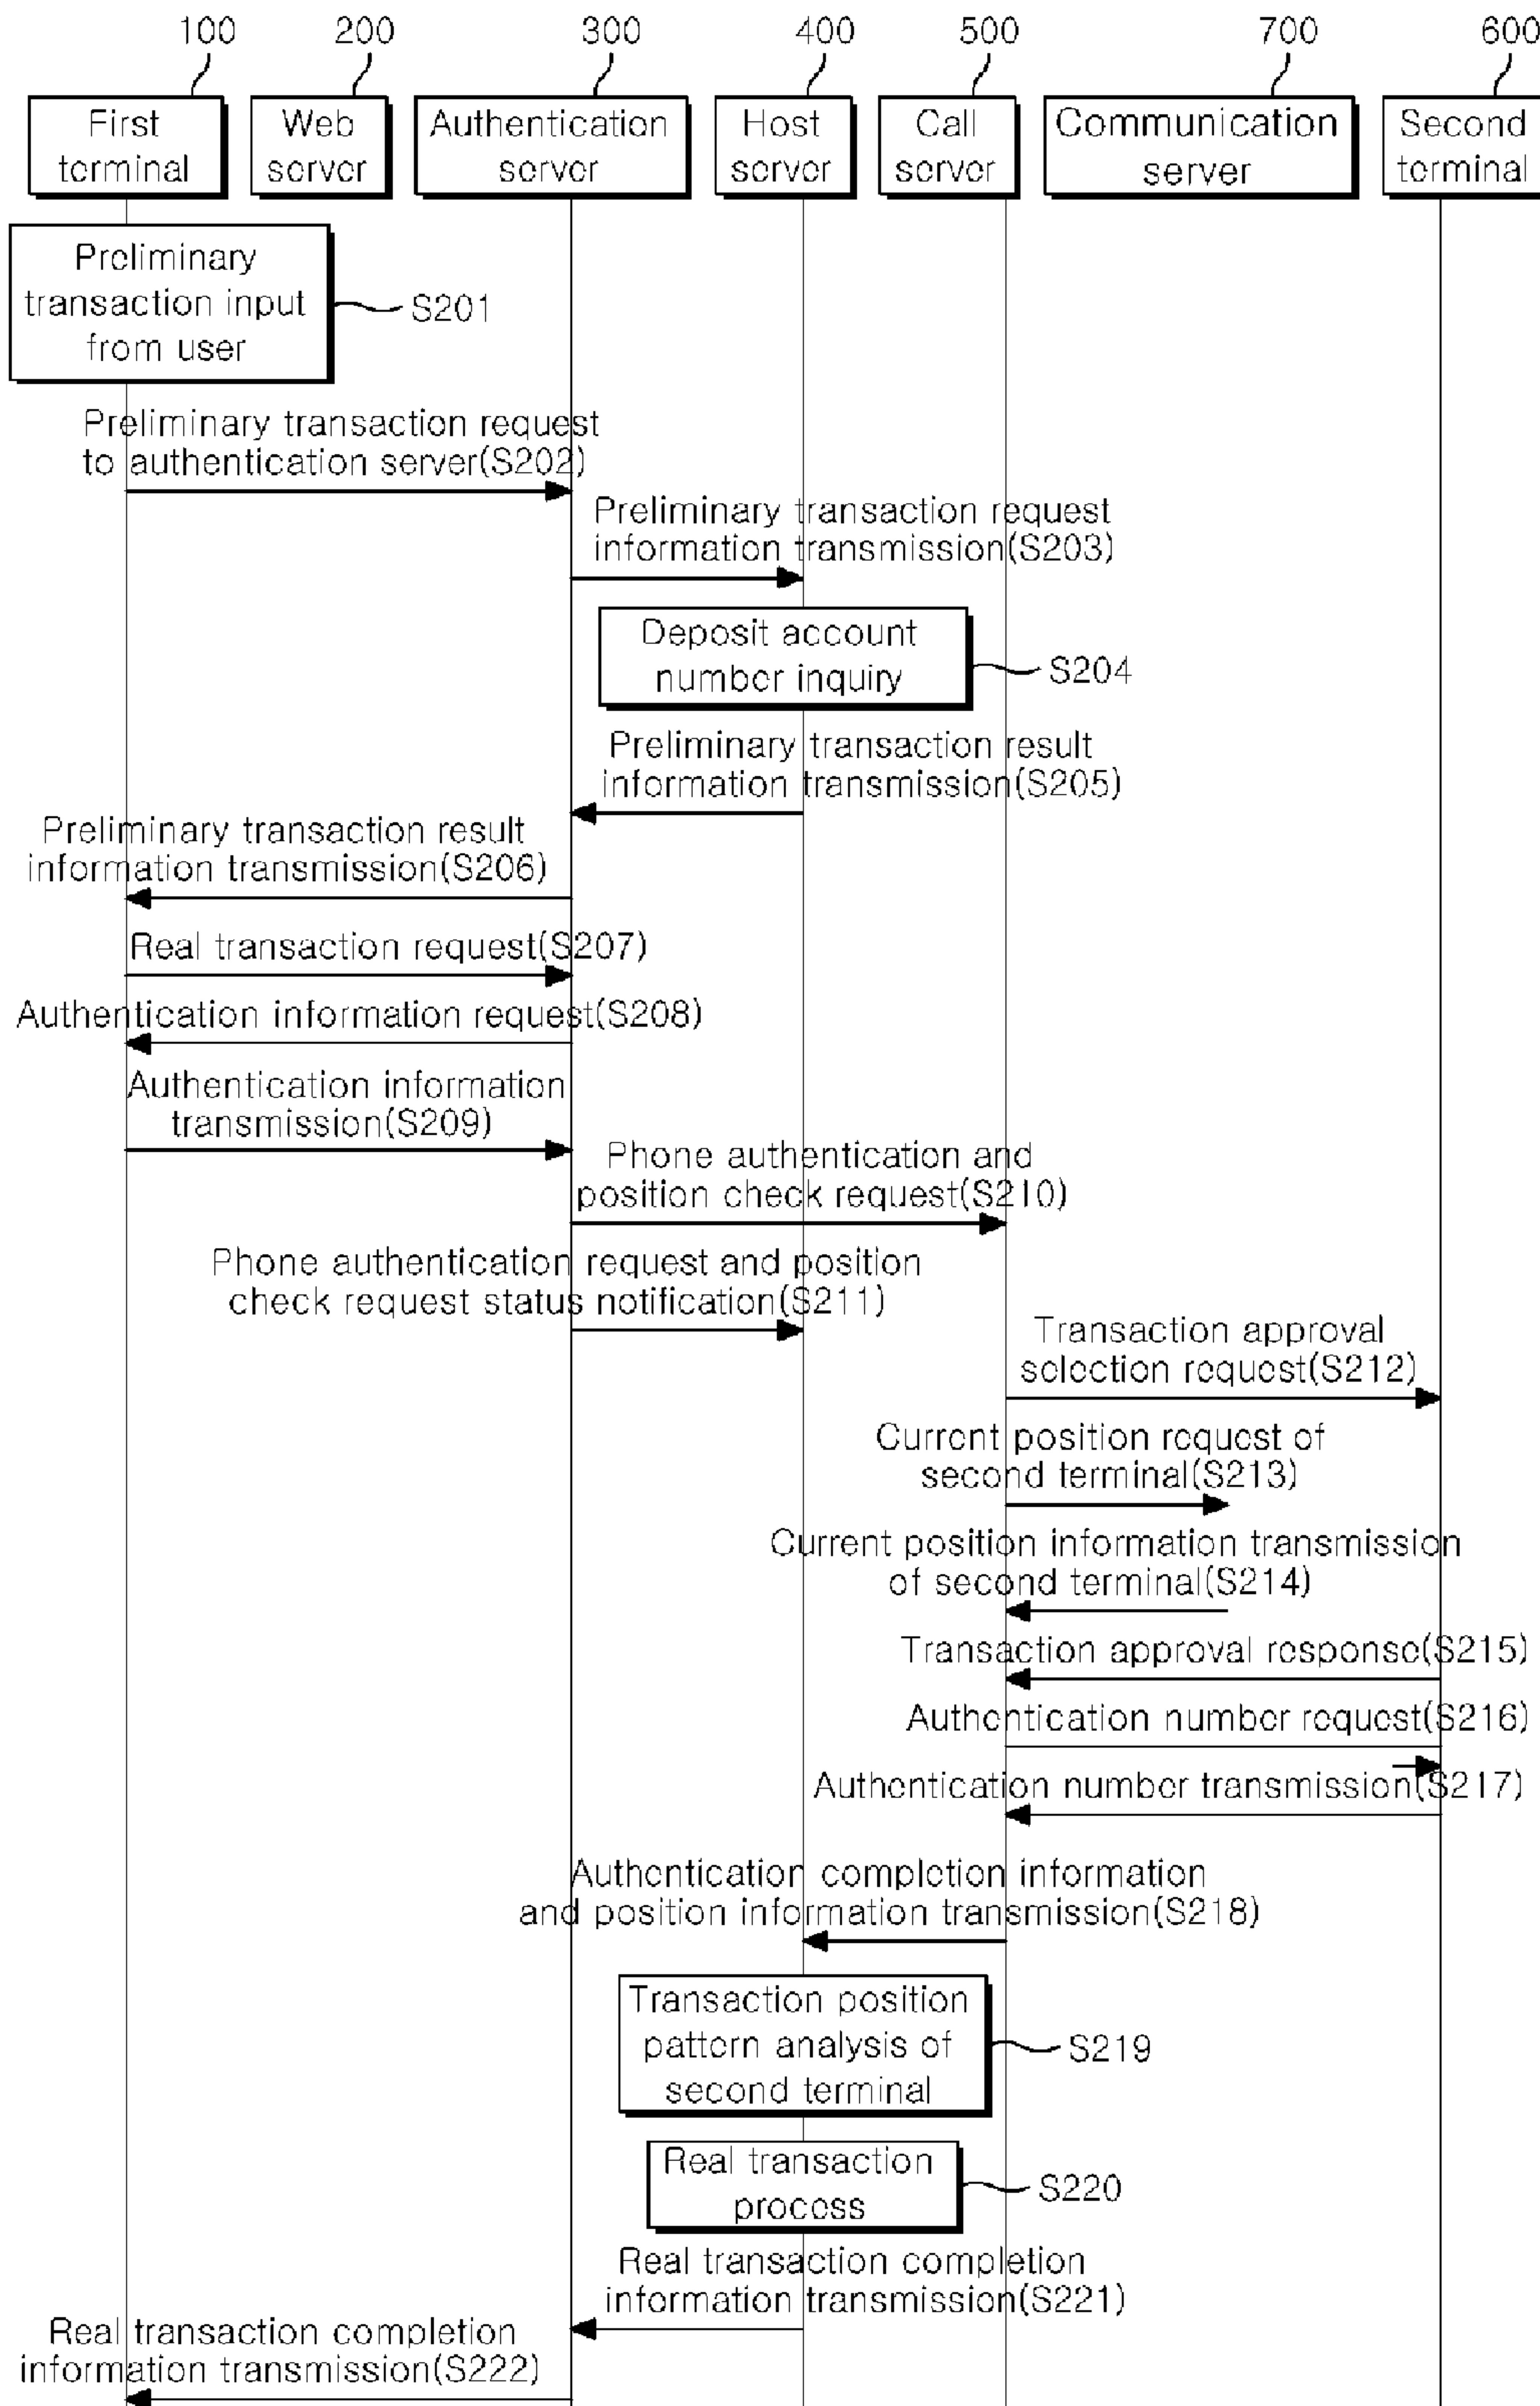 100
200
300
400
500
700
600
First
terminal
Web
server
Authentication
server
Host
server
Call
server
Communication
server
Second
terminal
Preliminary
transaction input
from user
S201
Preliminary transaction request
to authentication server(S202)
Preliminary transaction request
information transmission(S203)
Deposit account
number inquiry
S204
Preliminary transaction result
information transmission(S205)
Preliminary transaction result
information transmission(S206)
Real transaction request(S207)
Authentication information request(S208)
Authentication information
transmission(S209)
Phone authentication and
position check request(S210)
Phone authentication request and position
check request status notification(S211)
Transaction approval
selection request(S212)
Current position request of
second terminal(S213)
Current position information transmission
of second terminal(S214)
Transaction approval response(S215)
Authentication number request(S216)
Authentication number transmission(S217)
Authentication completion information
and position information transmission(S218)
Transaction position
pattern analysis of
second terminal
S219
Real transaction
process
S220
Real transaction completion
information transmission(S221)
Real transaction completion
information transmission(S222)